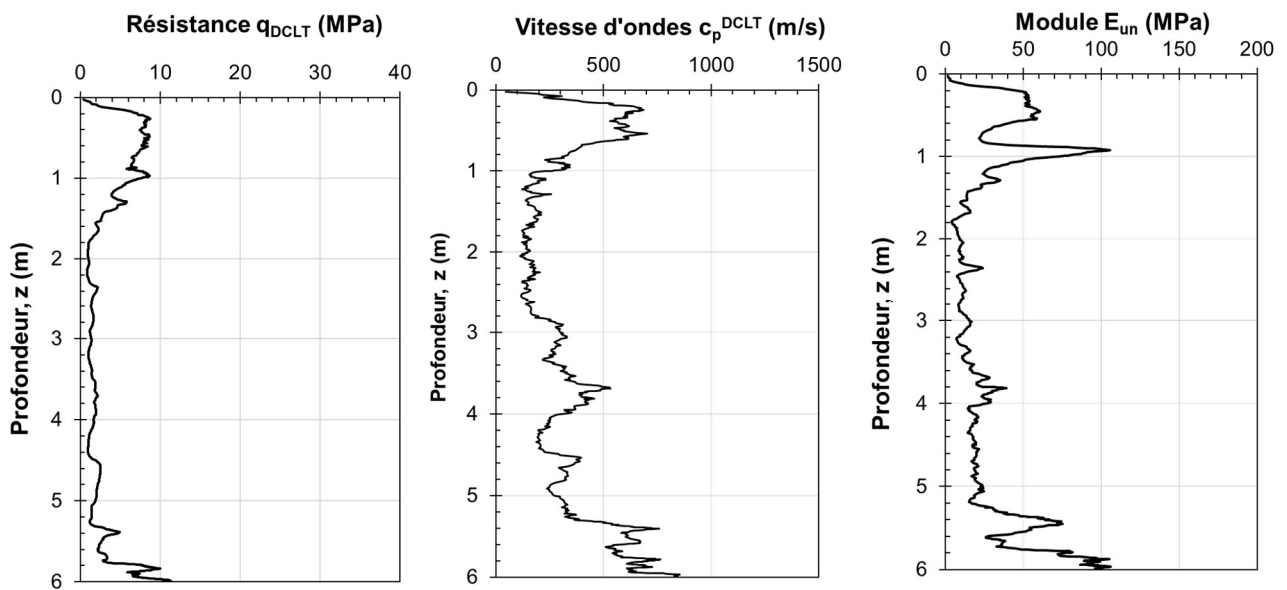 Résistance qDCLT (MPa)
0 10 20 30 40
Profondeur, z (m)
0
1
2
3
4
5
6
Vitesse d'ondes cpDCLT (m/s)
0 500 1000 1500
Profondeur, z (m)
0
1
2
3
4
5
6
Module Eun (MPa)
0 50 100 150 200
Profondeur, z (m)
0
1
2
3
4
5
6